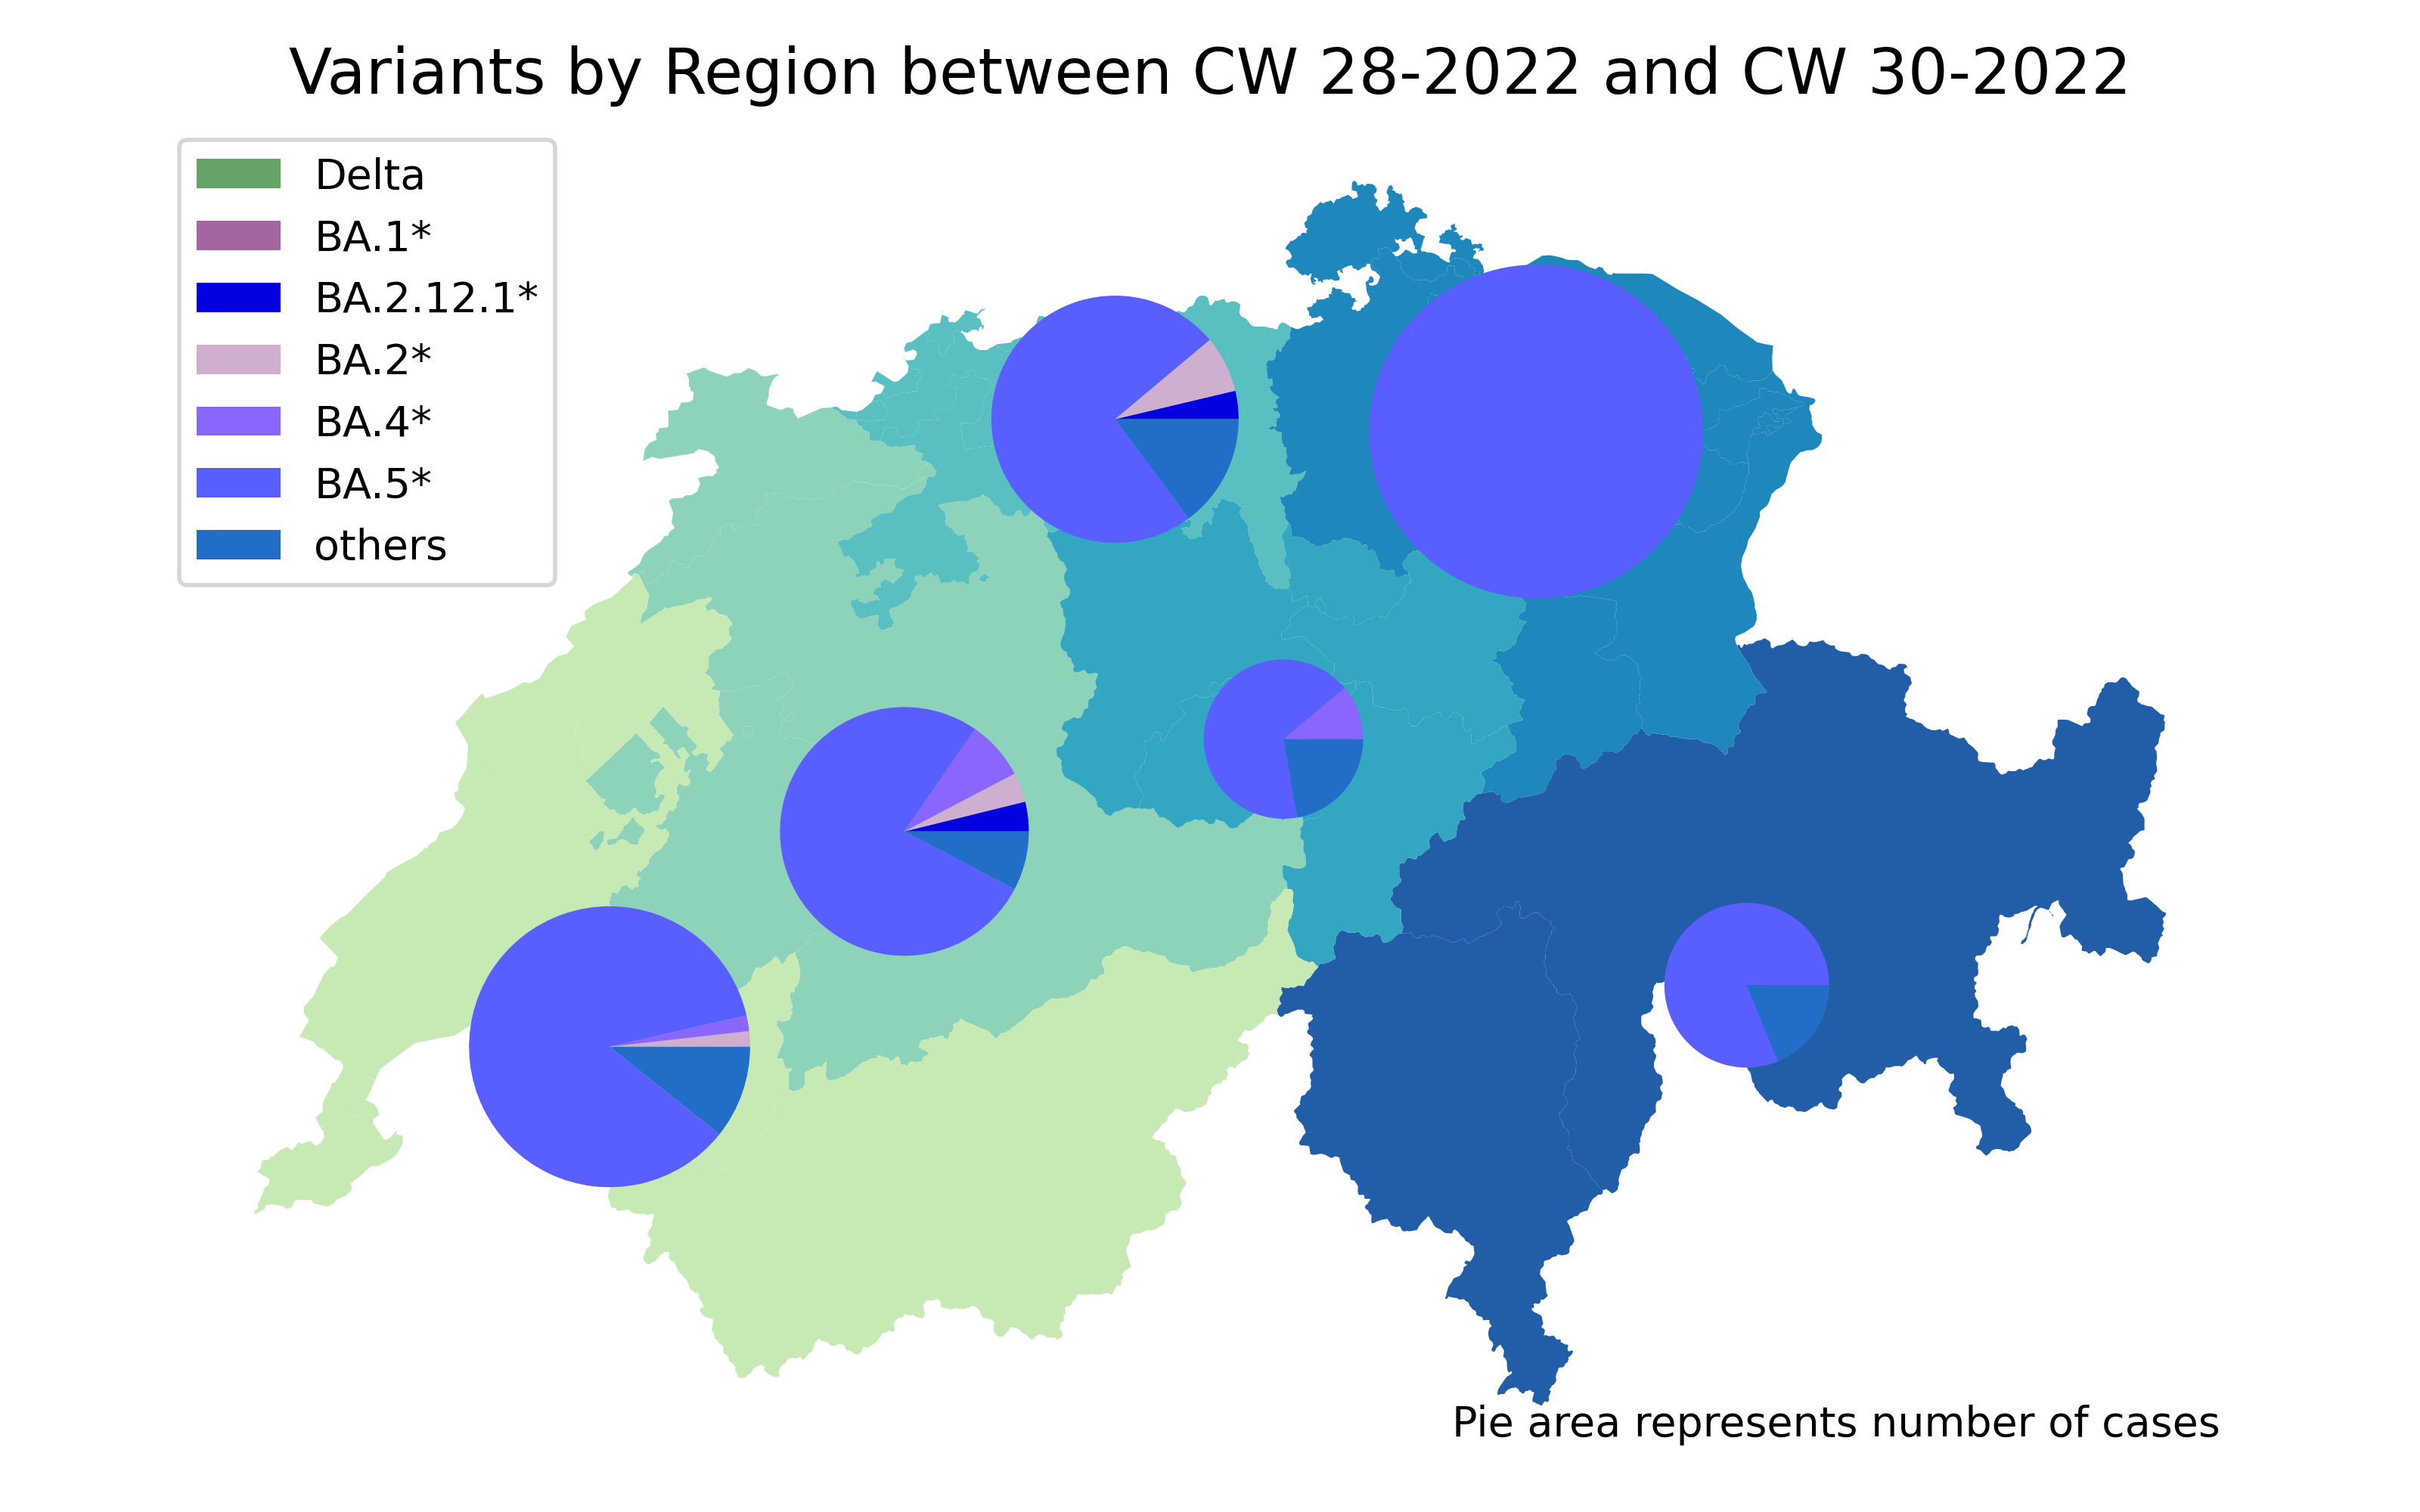 Variants by Region between CW 28-2022 and CW 30-2022
Delta
BA.1*
BA.2.12.1*
BA.2*
BA.4*
BA.5*
others
Pie area represents number of cases